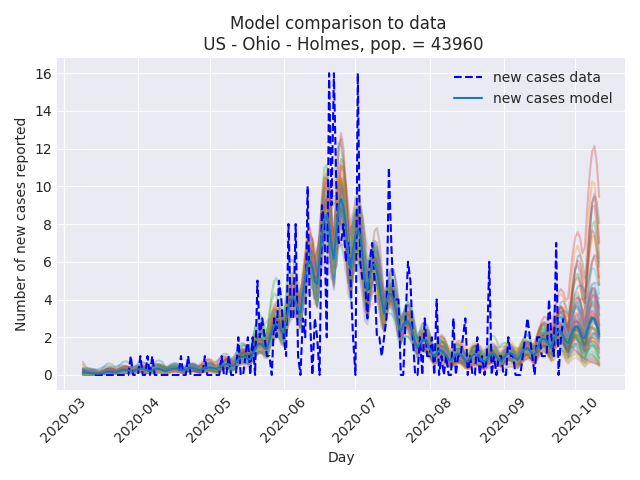 Model comparison to data
US - Ohio - Holmes, pop. = 43960
new cases data
new cases model
Number of new cases reported
16
14
12
10
8
6
4
2
0
2020-03
2020-04
2020-05
2020-06
2020-07
2020-08
2020-09
2020-10
Day